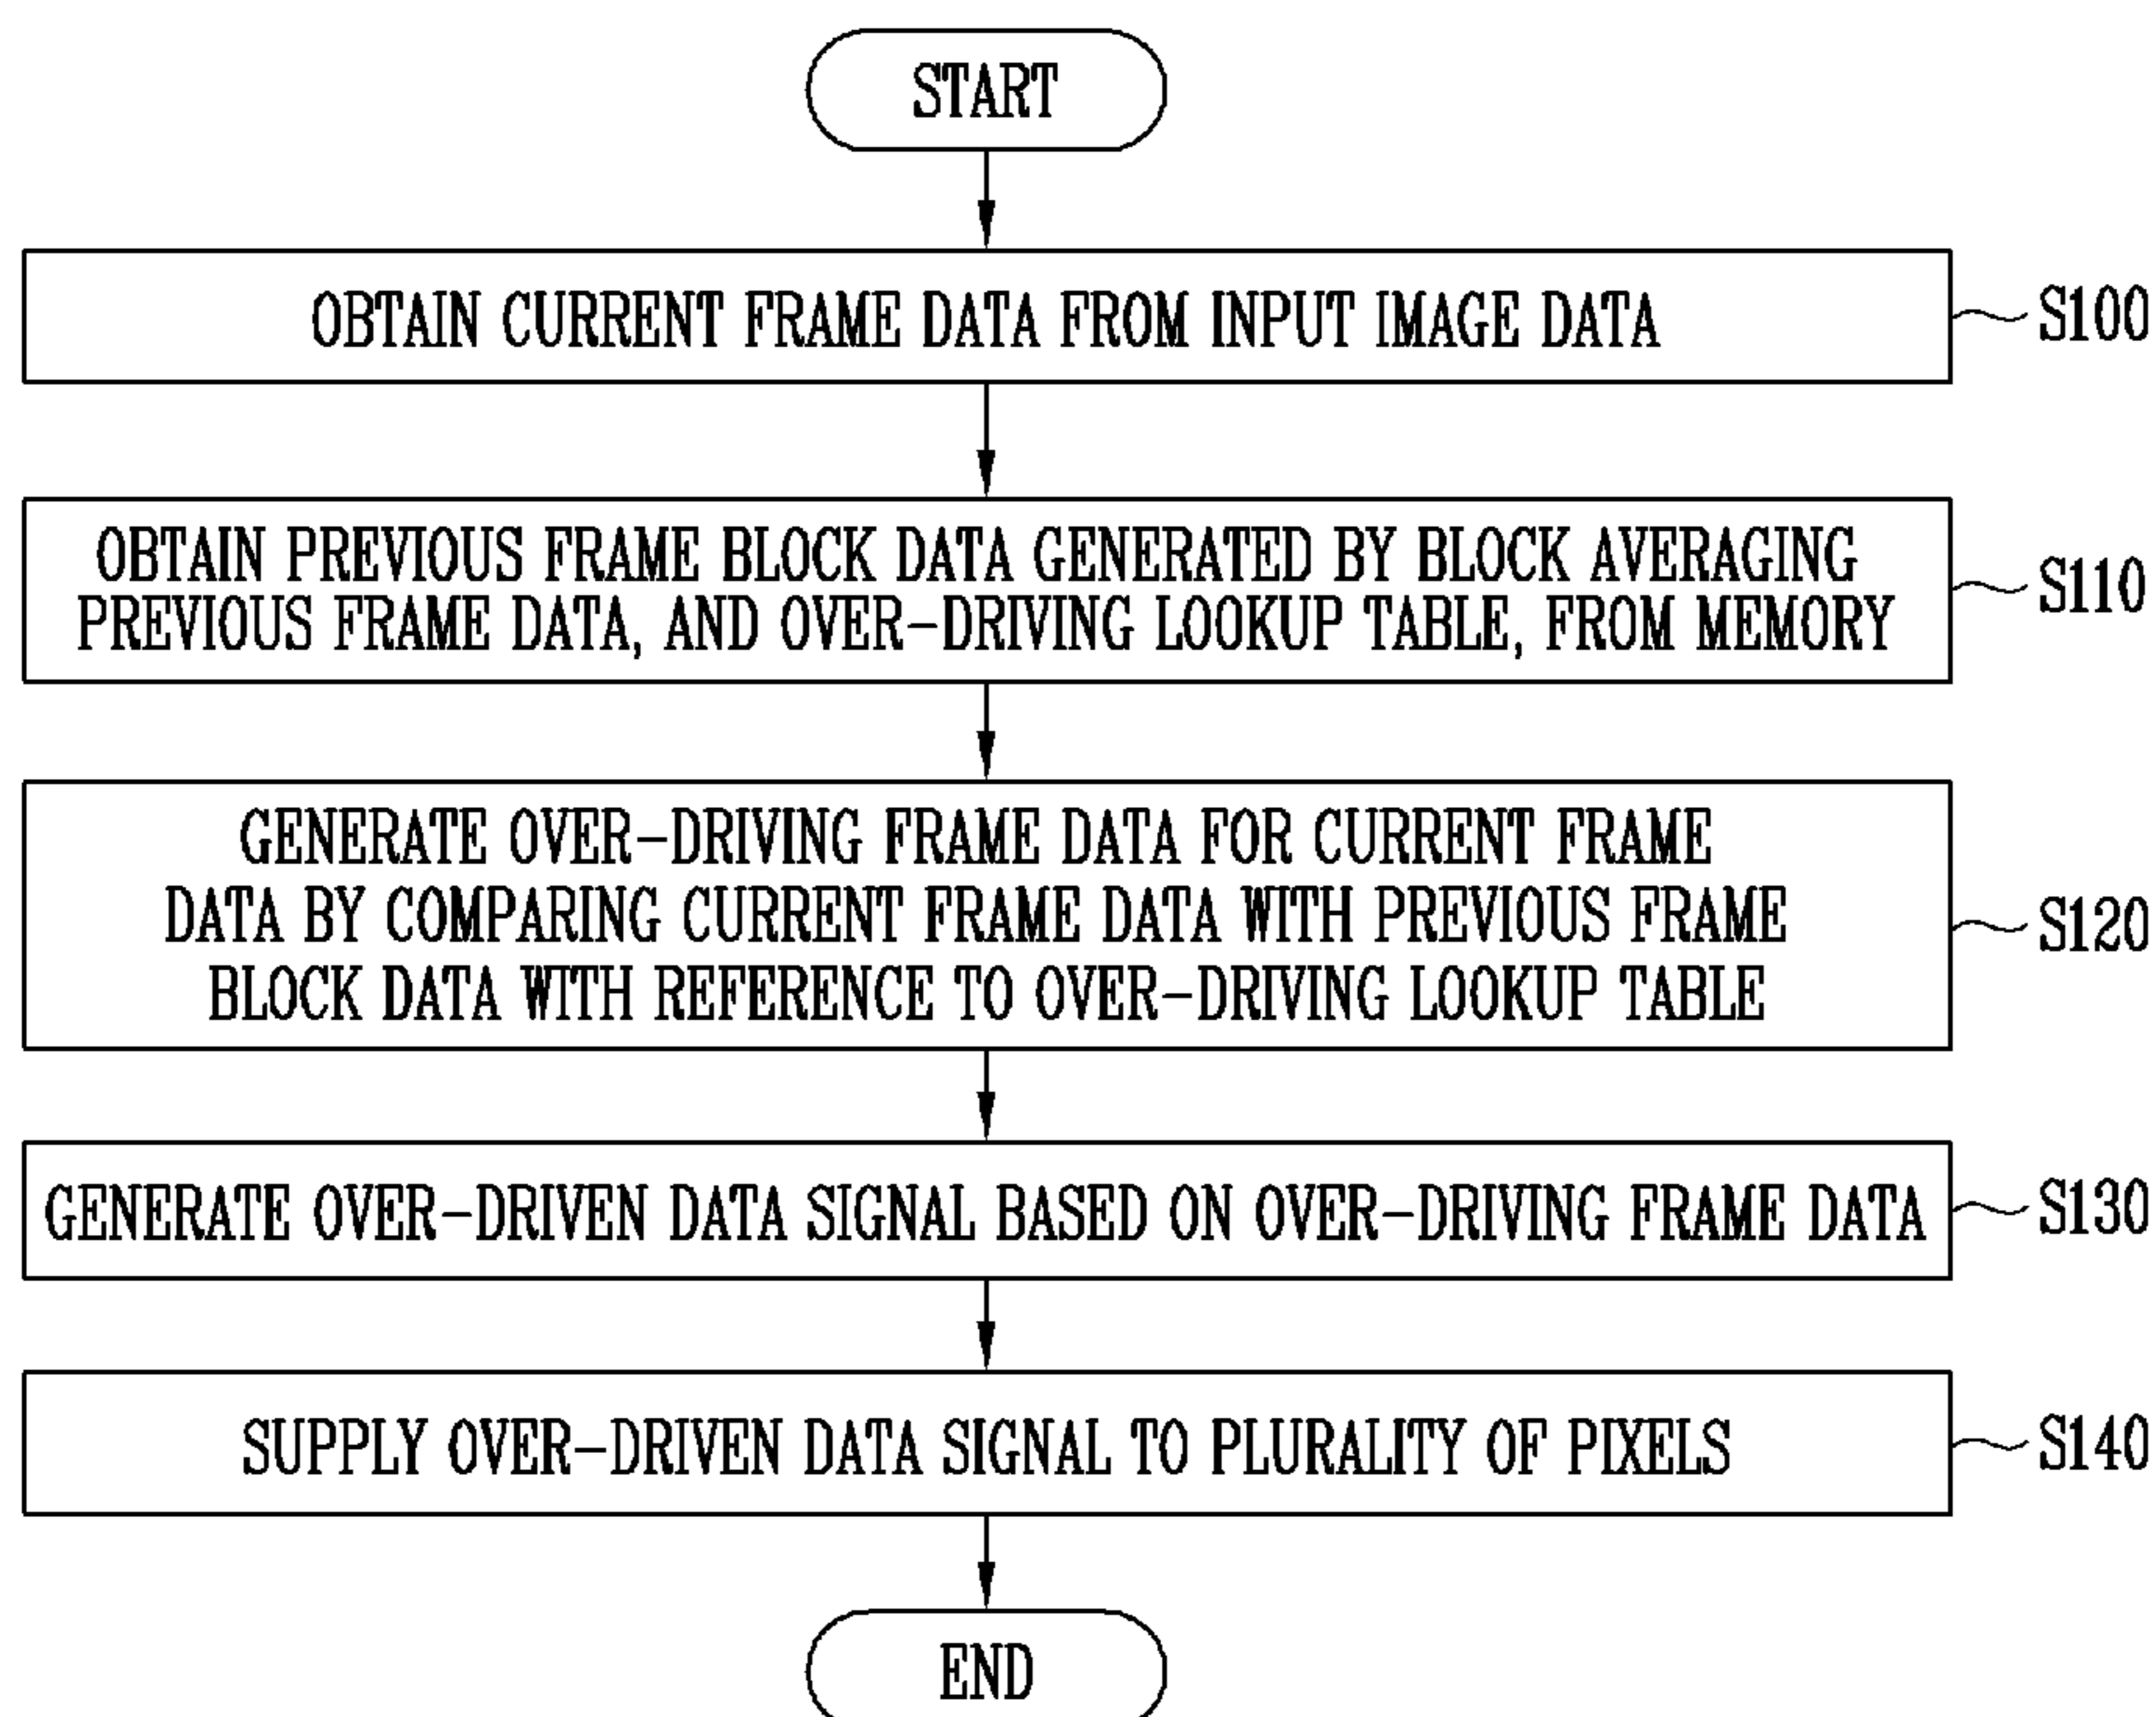 START
OBTAIN CURRENT FRAME DATA FROM INPUT IMAGE DATA
S100
OBTAIN PREVIOUS FRAME BLOCK DATA GENERATED BY BLOCK AVERAGING
PREVIOUS FRAME DATA, AND OVER-DRIVING LOOKUP TABLE, FROM MEMORY
S110
GENERATE OVER-DRIVING FRAME DATA FOR CURRENT FRAME
DATA BY COMPARING CURRENT FRAME DATA WITH PREVIOUS FRAME
BLOCK DATA WITH REFERENCE TO OVER-DRIVING LOOKUP TABLE
S120
GENERATE OVER-DRIVEN DATA SIGNAL BASED ON OVER-DRIVING FRAME DATA
S130
SUPPLY OVER-DRIVEN DATA SIGNAL TO PLURALITY OF PIXELS
S140
END